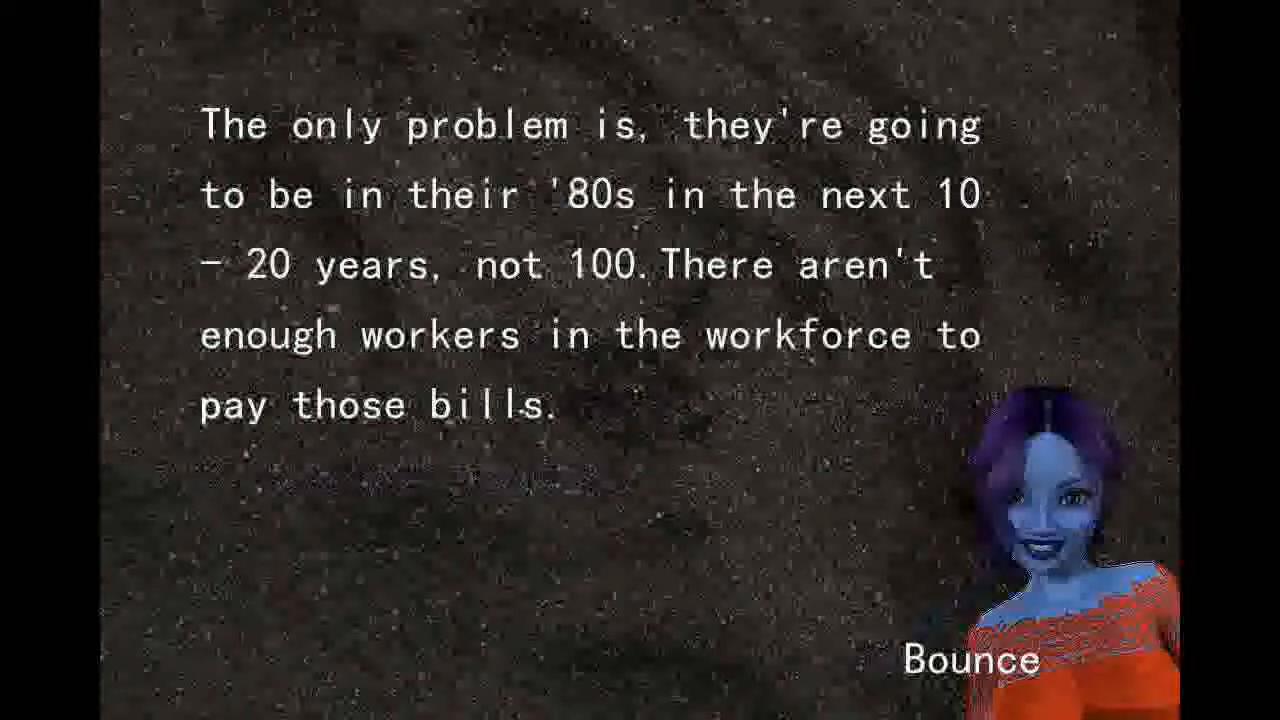 The only problem is, they're going
to be in their '80s in the next 10
- 20 years, not 100. There aren't
enough workers in the workforce to
pay those bills.
Bounce